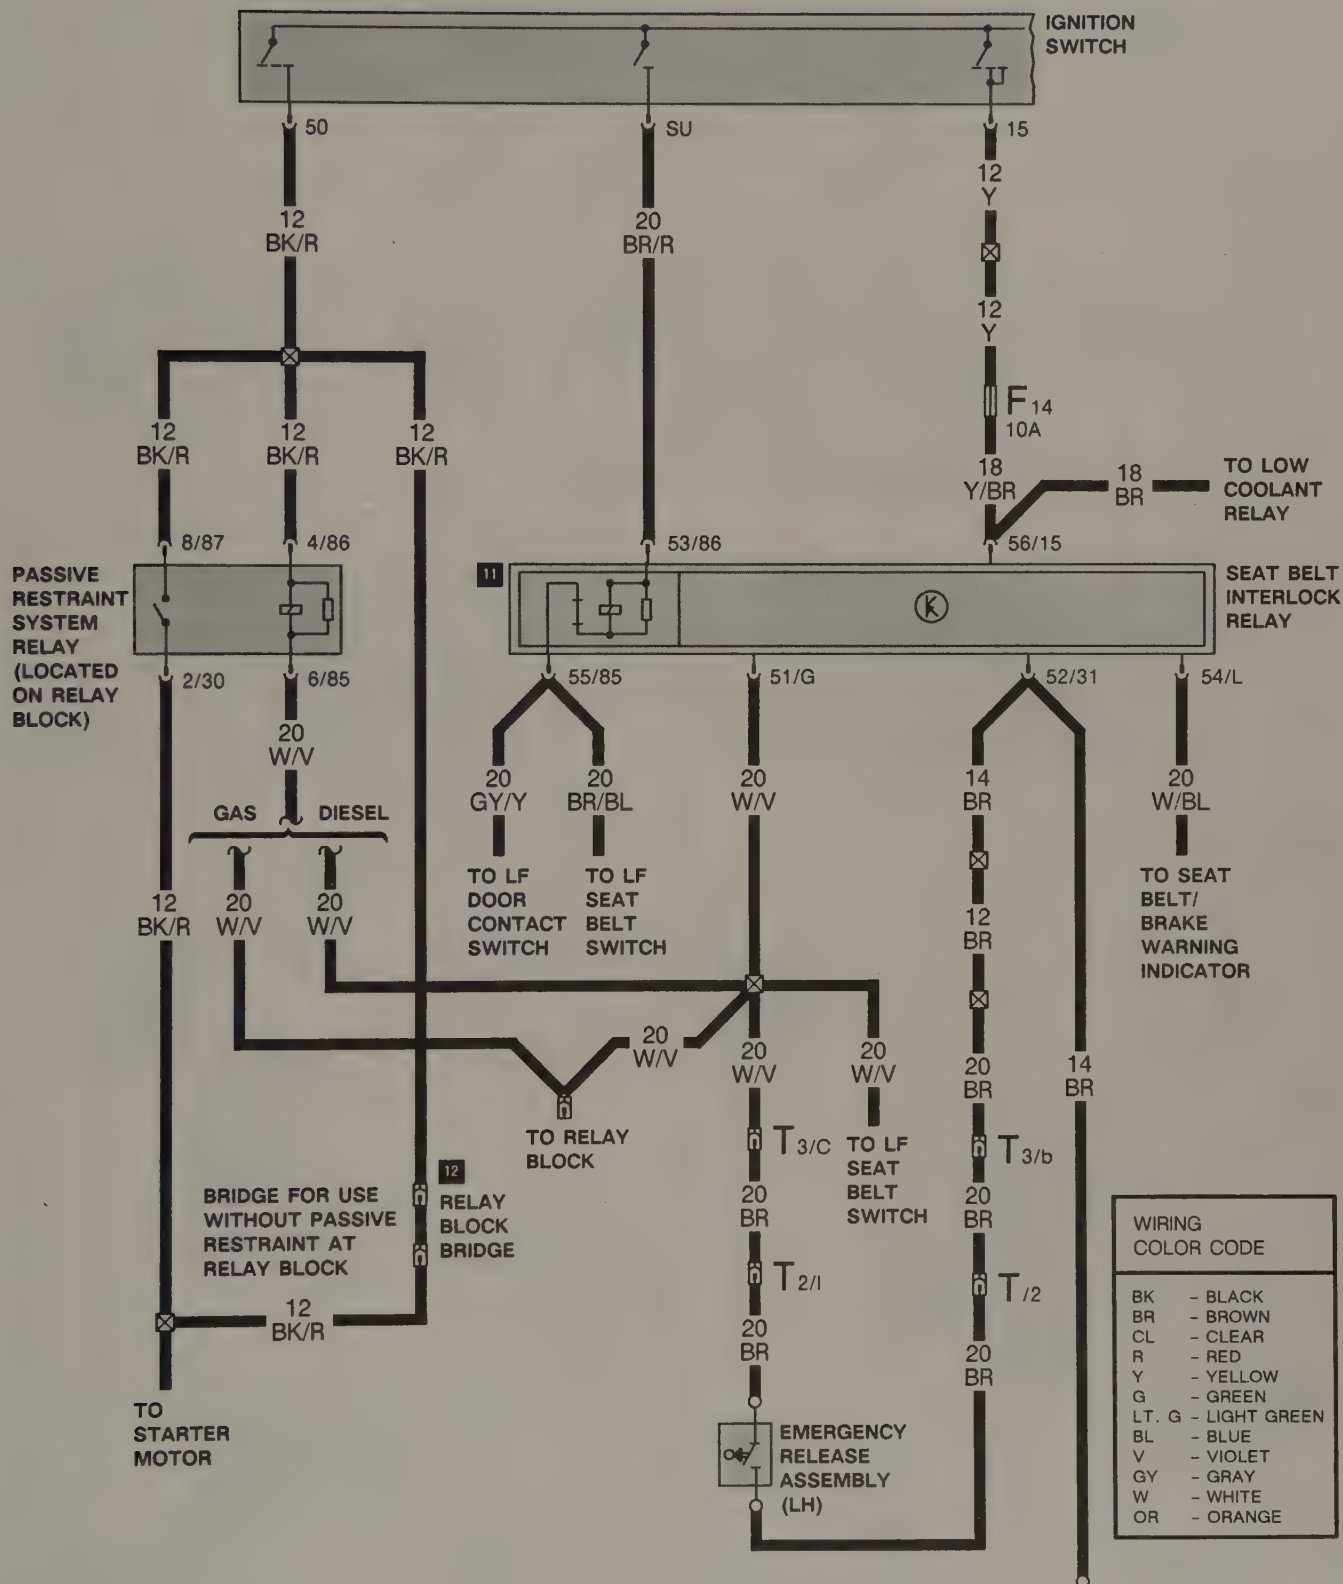 IGNITION
SWITCH
50
SU
15
12
BK/R
20
BR/R
12
Y
12
Y
F14
10A
12
BK/R
12
BK/R
12
BK/R
18
Y/BR
18
BR
TO LOW
COOLANT
RELAY
8/87
4/86
53/86
56/15
PASSIVE
RESTRAINT
SYSTEM
RELAY
(LOCATED
ON RELAY
BLOCK)
11
K
SEAT BELT
INTERLOCK
RELAY
2/30
6/85
55/85
51/G
52/31
54/L
20
W/V
GAS
DIESEL
20
GY/Y
20
BR/BL
20
W/V
14
BR
20
W/BL
12
BK/R
20
W/V
20
W/V
TO LF
DOOR
CONTACT
SWITCH
TO LF
SEAT
BELT
SWITCH
12
BR
TO SEAT
BELT/
BRAKE
WARNING
INDICATOR
20
W/V
20
W/V
20
W/V
20
BR
14
BR
TO RELAY
BLOCK
T3/C
TO LF
SEAT
BELT
SWITCH
T3/b
BRIDGE FOR USE
WITHOUT PASSIVE
RESTRAINT AT
RELAY BLOCK
12
RELAY
BLOCK
BRIDGE
20
BR
20
BR
T2/I
T/2
12
BK/R
20
BR
20
BR
TO
STARTER
MOTOR
EMERGENCY
RELEASE
ASSEMBLY
(LH)
WIRING
COLOR CODE
BK - BLACK
BR - BROWN
CL - CLEAR
R - RED
Y - YELLOW
G - GREEN
LT. G - LIGHT GREEN
BL - BLUE
V - VIOLET
GY - GRAY
W - WHITE
OR - ORANGE